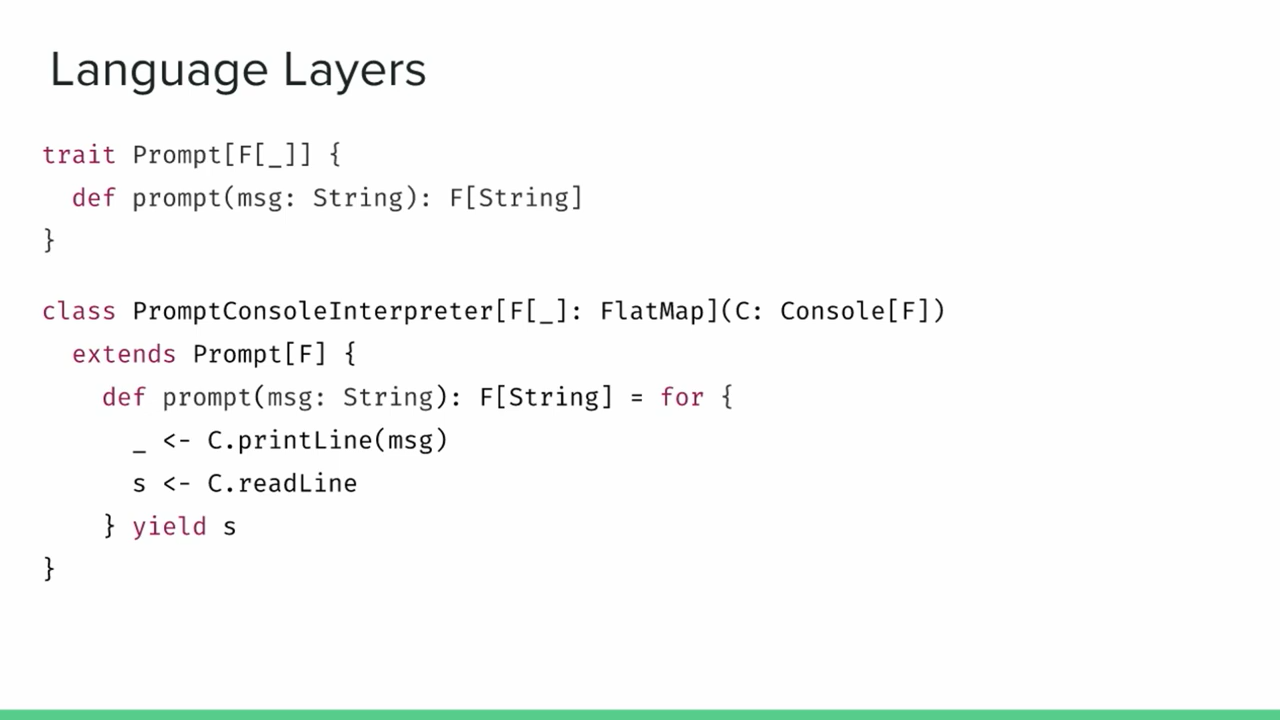 Language Layers
trait Prompt[F[_]] {
  def prompt(msg: String): F[String]
}
class PromptConsoleInterpreter[F[_]: FlatMap](C: Console[F])
  extends Prompt[F] {
    def prompt(msg: String): F[String] = for {
      _ <- C.printLine(msg)
      s <- C.readLine
    } yield s
}